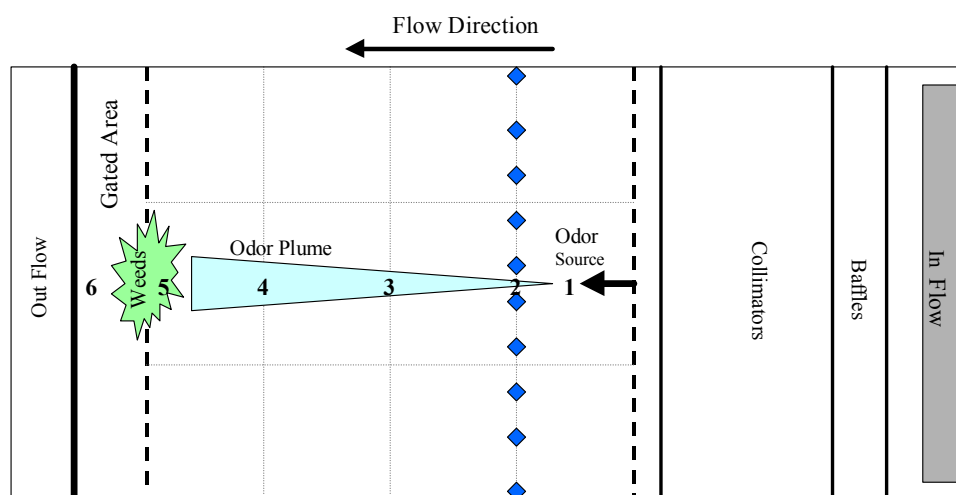 Flow Direction
Out Flow
Gated Area
Weeds
Odor Plume
Odor
Source
6
5
4
3
2
1
Collimators
Baffles
In Flow